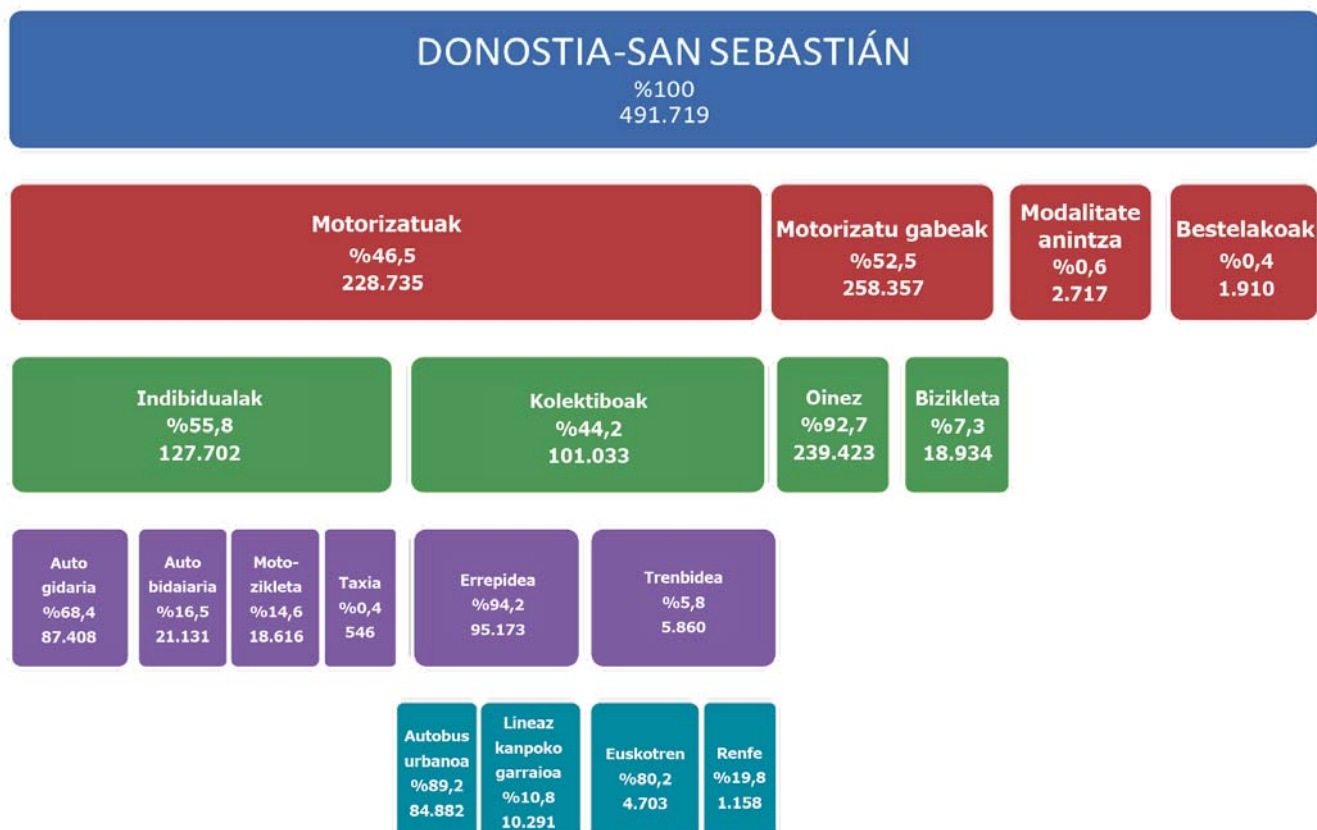 DONOSTIA-SAN SEBASTIÁN
%100
491.719
Motorizatuak
%46,5
228.735
Motorizatu gabeak
%52,5
258.357
Modalitate
anintza
%0,6
2.717
Bestelakoak
%0,4
1.910
Indibidualak
%55,8
127.702
Kolektiboak
%44,2
101.033
Oinez
%92,7
239.423
Bizikleta
%7,3
18.934
Auto
gidaria
%68,4
87.408
Auto
bidaiaria
%16,5
21.131
Moto-
zikleta
%14,6
18.616
Taxia
%0,4
546
Errepidea
%94,2
95.173
Trenbidea
%5,8
5.860
Autobus
urbanoa
%89,2
84.882
Lineaz
kanpoko
garraioa
%10,8
10.291
Euskotren
%80,2
4.703
Renfe
%19,8
1.158